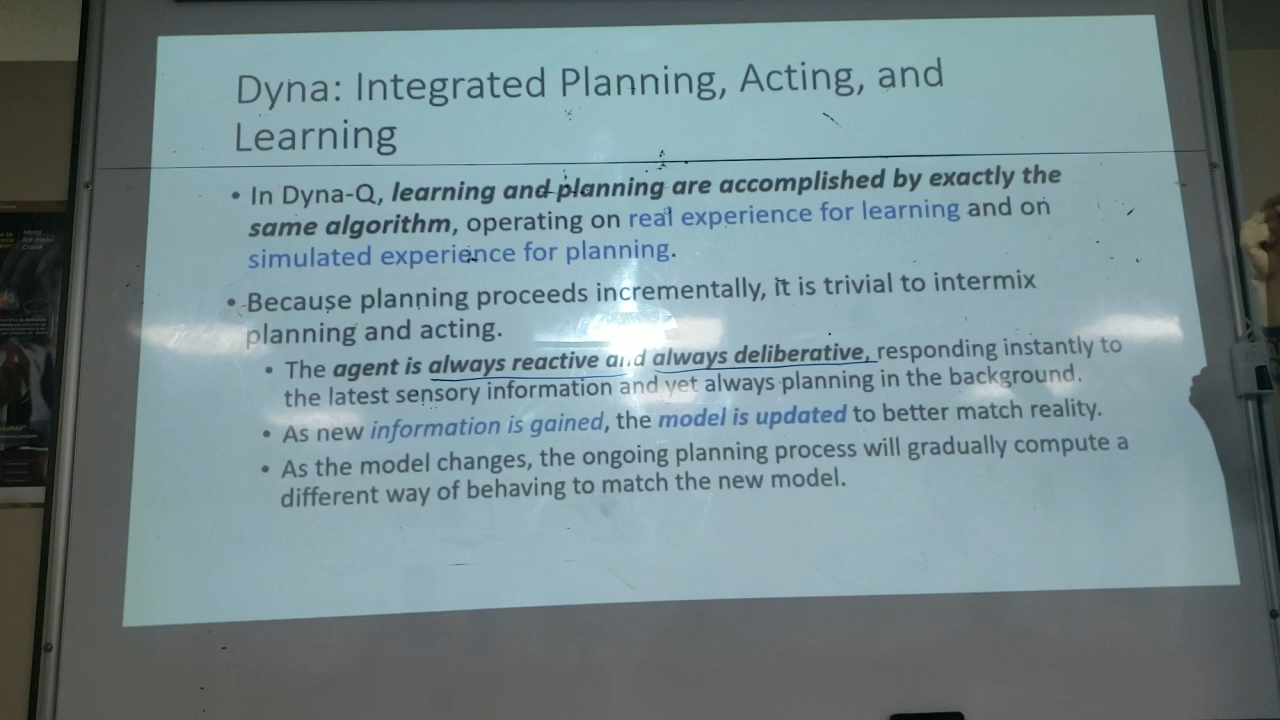 Dyna: Integrated Planning, Acting, and
Learning
• In Dyna-Q, learning and planning are accomplished by exactly the
same algorithm, operating on real experience for learning and on
simulated experience for planning.
• Because planning proceeds incrementally, it is trivial to intermix
planning and acting.
• The agent is always reactive and always deliberative, responding instantly to
the latest sensory information and yet always planning in the background.
• As new information is gained, the model is updated to better match reality.
• As the model changes, the ongoing planning process will gradually compute a
different way of behaving to match the new model.